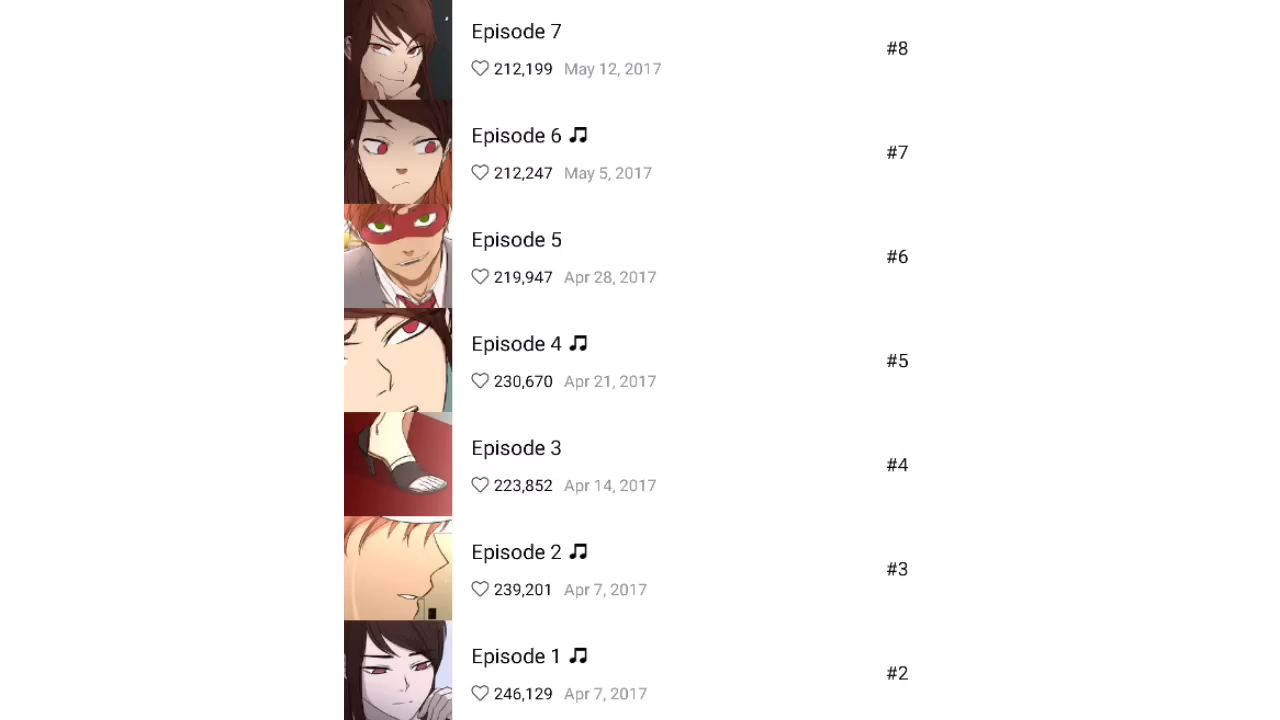 Episode 7
212,199 May 12, 2017
#8
Episode 6
212,247 May 5, 2017
#7
Episode 5
219,947 Apr 28, 2017
#6
Episode 4
230,670 Apr 21, 2017
#5
Episode 3
223,852 Apr 14, 2017
#4
Episode 2
239,201 Apr 7, 2017
#3
Episode 1
246,129 Apr 7, 2017
#2